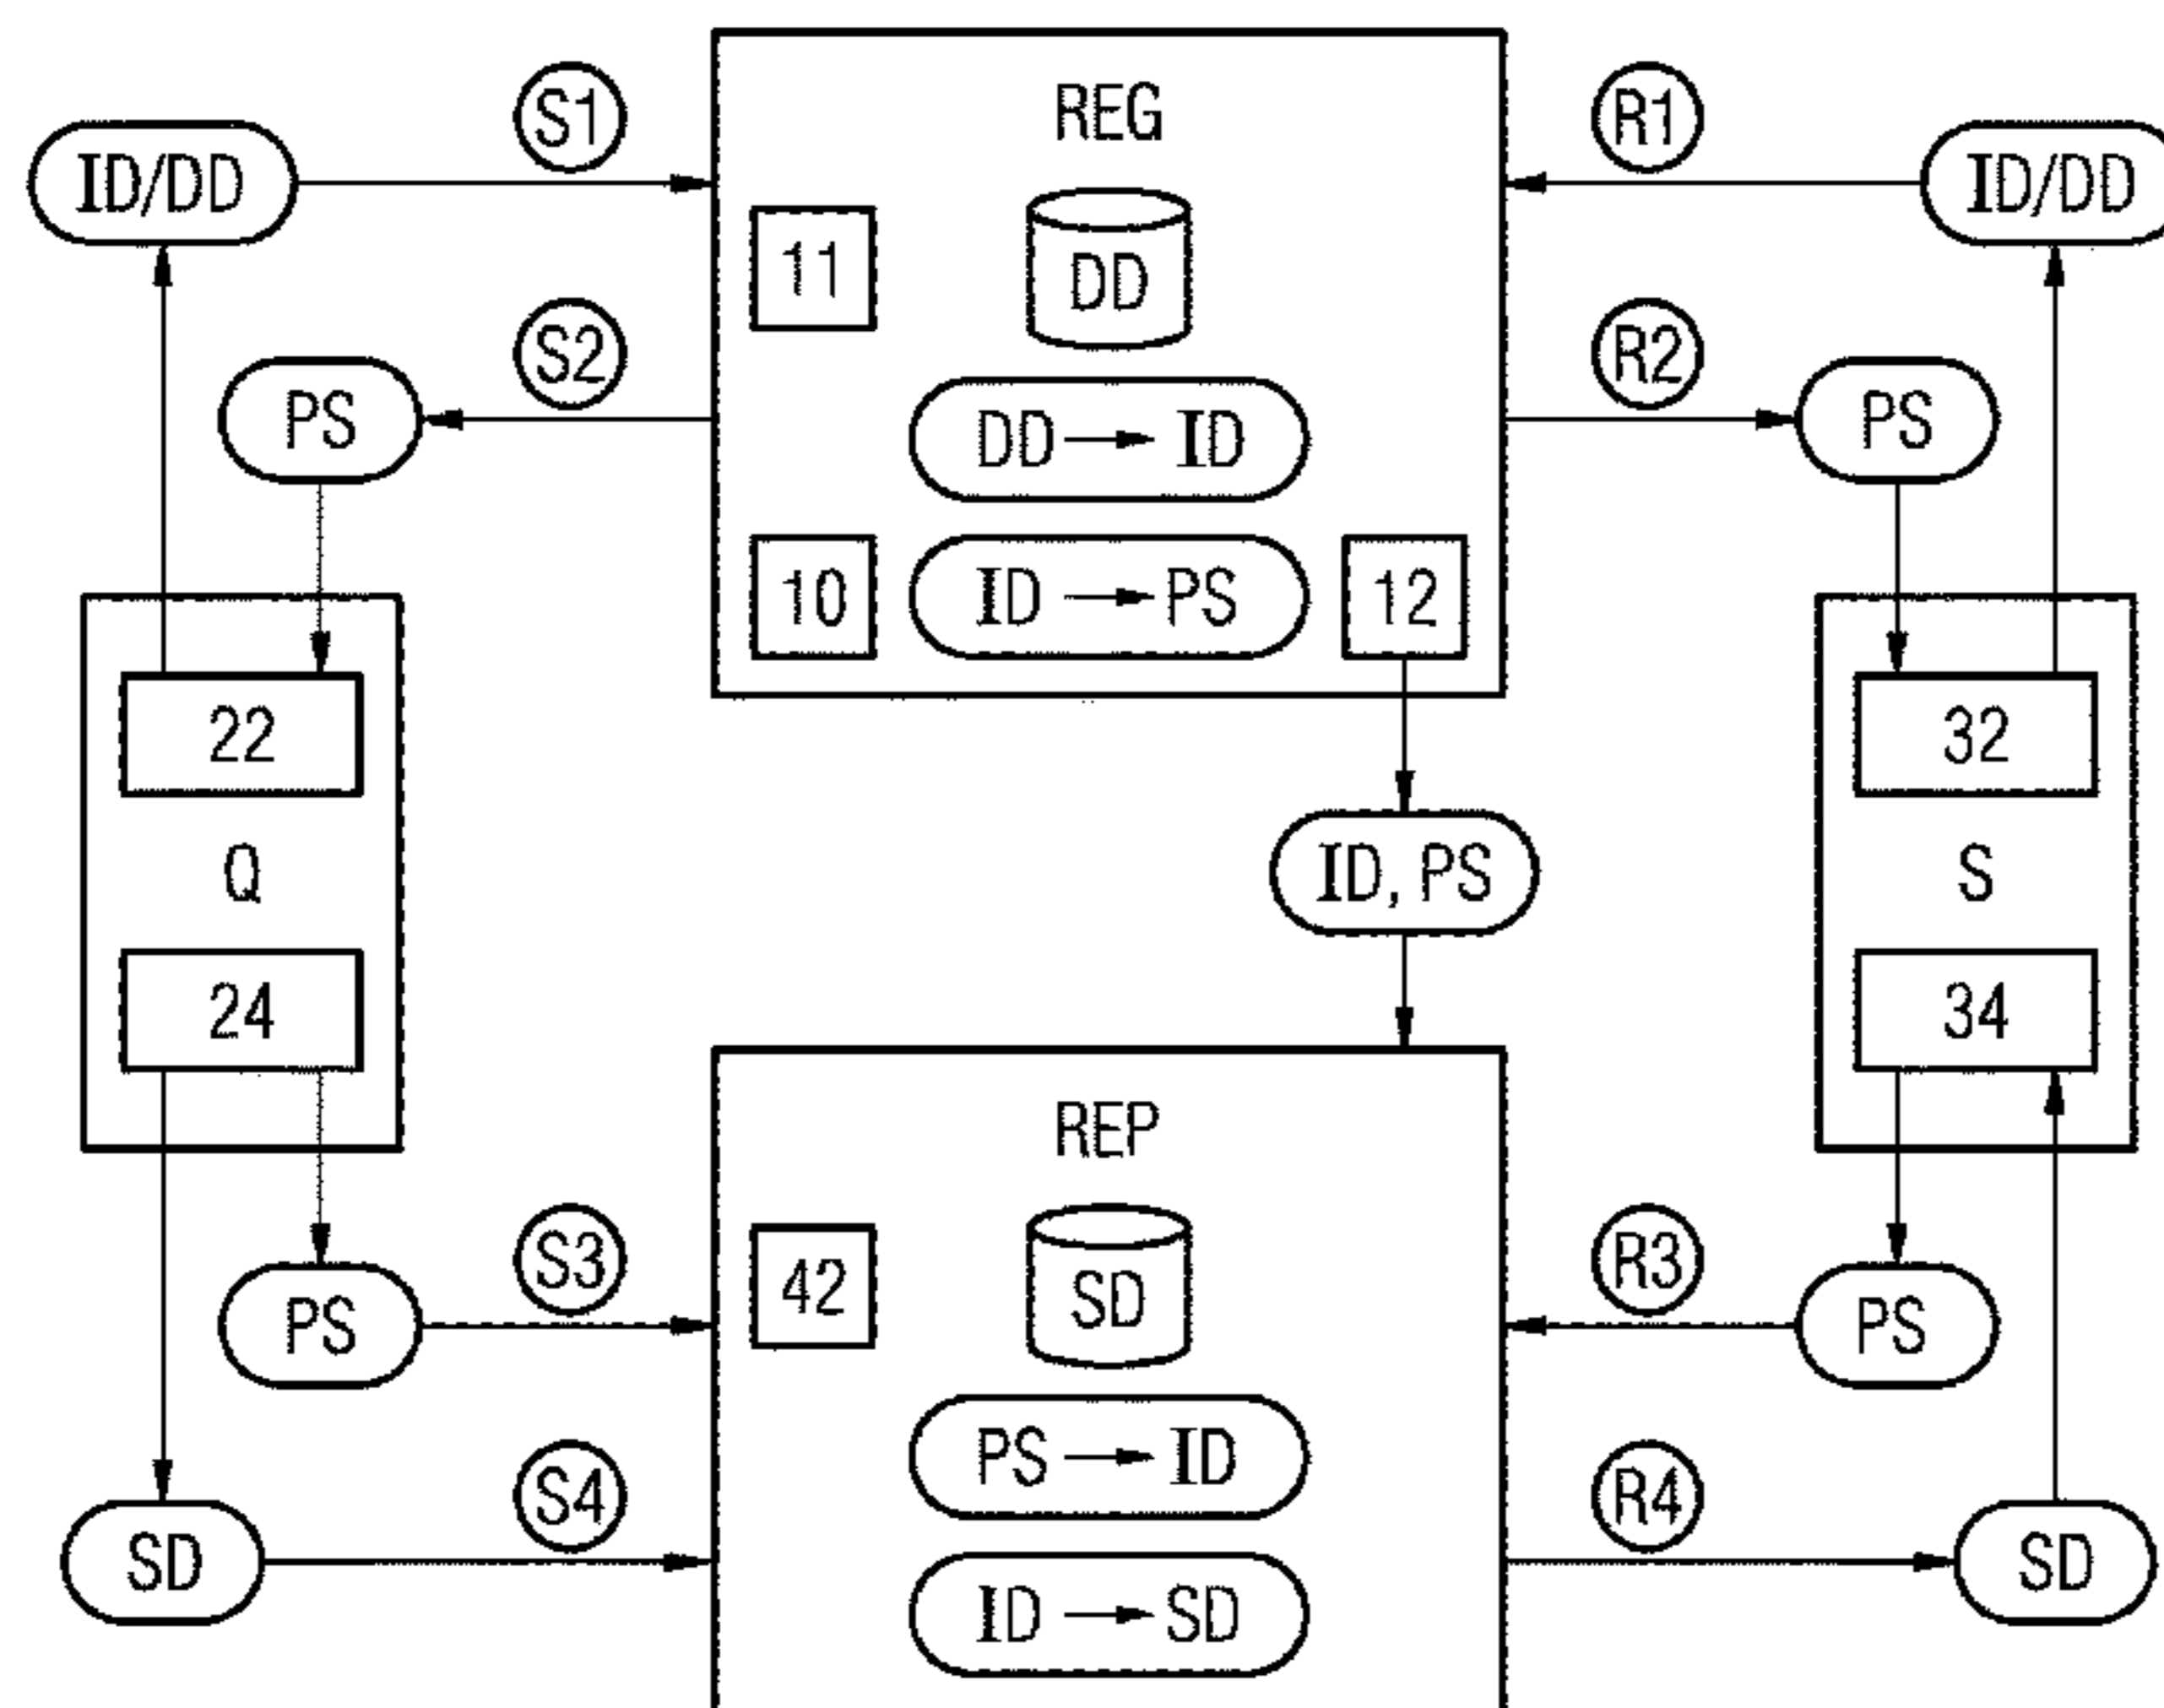 S1
REG
R1
ID/DD
ID/DD
11
DD
S2
R2
PS
DD → ID
PS
10
ID → PS
12
22
32
Q
ID, PS
S
24
34
REP
S3
42
SD
R3
PS
PS
PS → ID
S4
R4
SD
ID → SD
SD